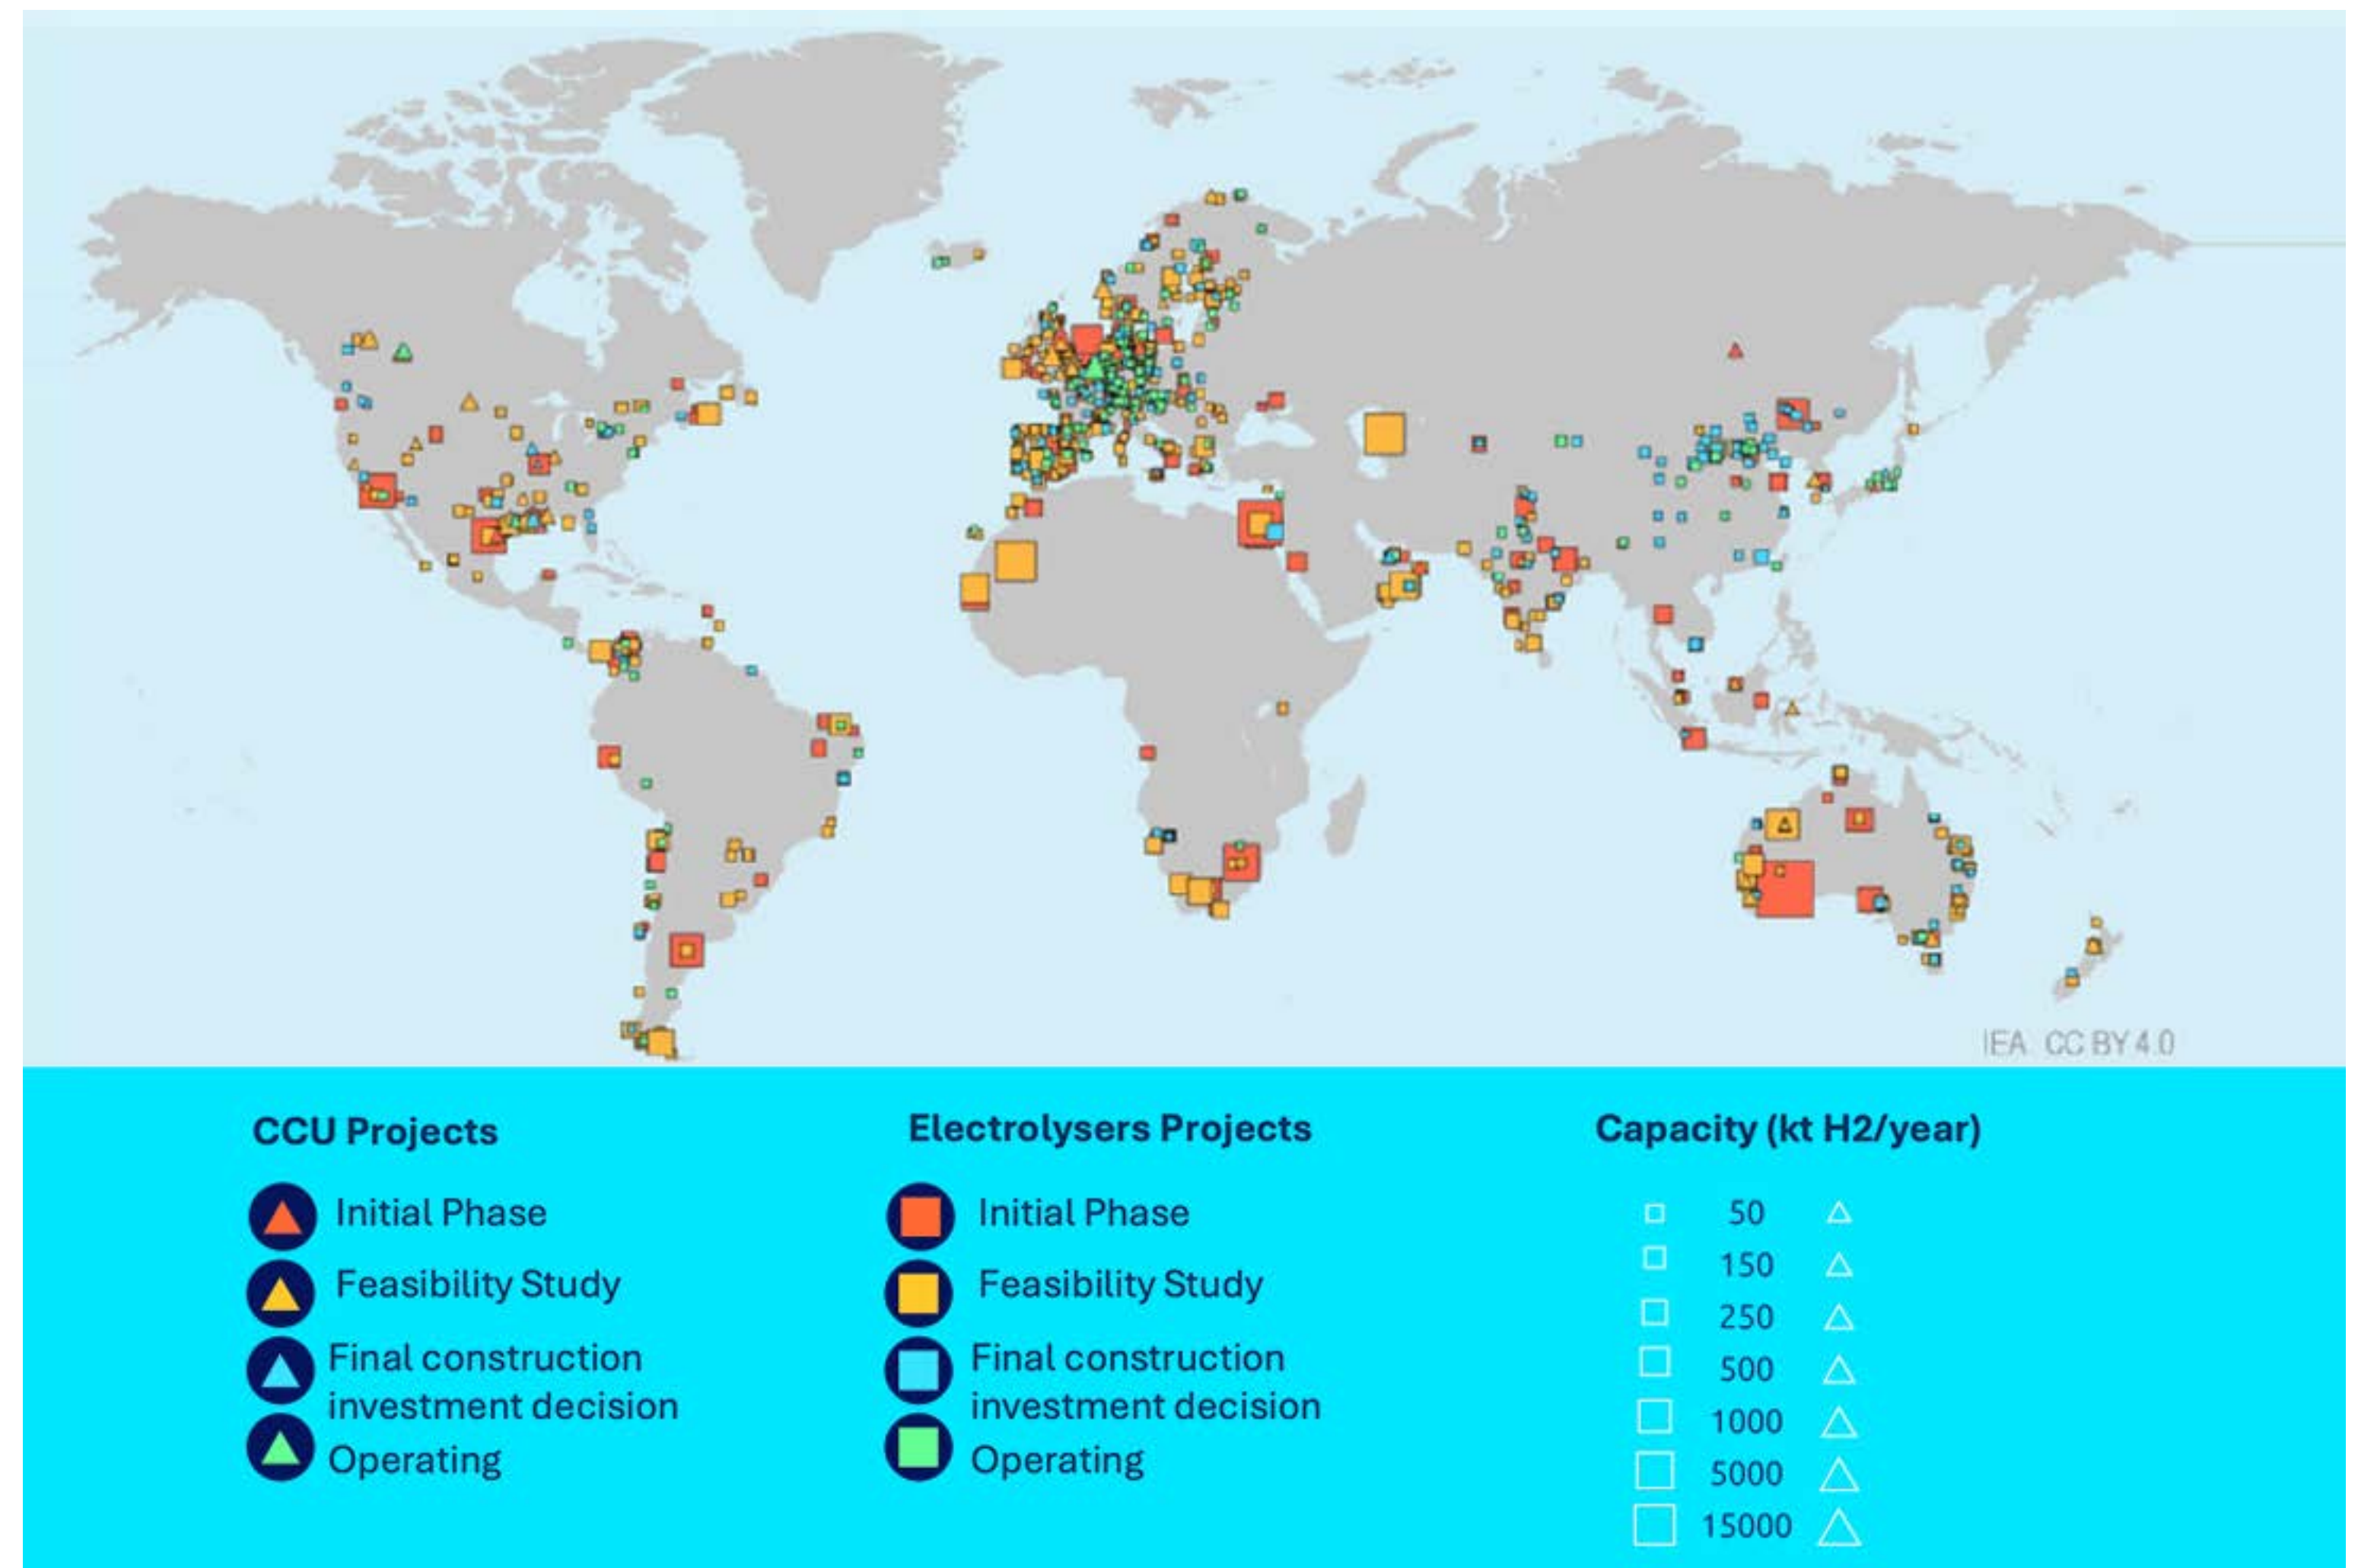 IEA. CC BY 4.0
CCU Projects
Initial Phase
Feasibility Study
Final construction
investment decision
Operating
Electrolysers Projects
Initial Phase
Feasibility Study
Final construction
investment decision
Operating
Capacity (kt H2/year)
50
150
250
500
1000
5000
15000